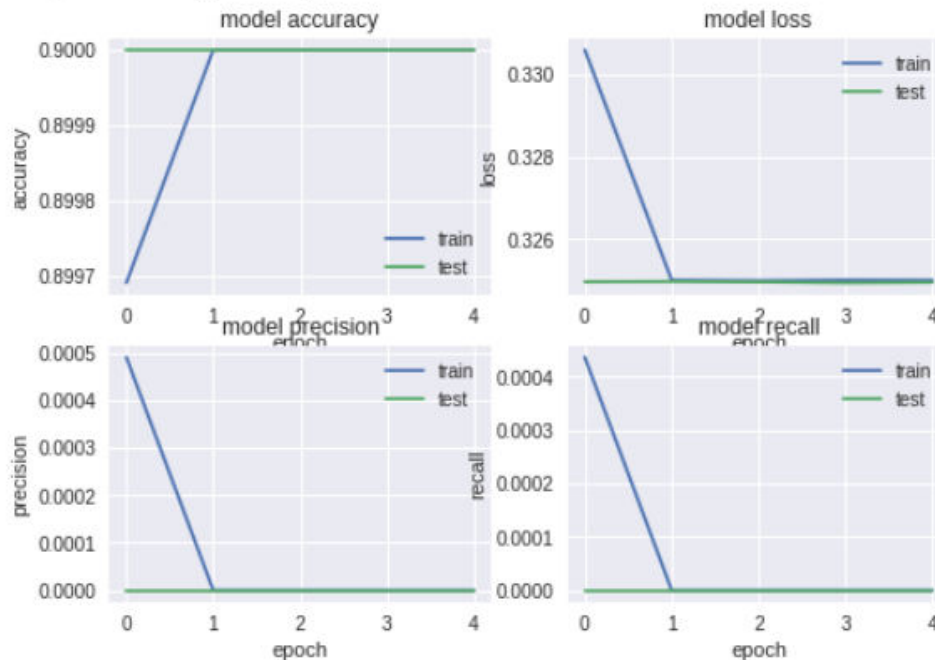 model accuracy
0.9000
0.8999
0.8998
0.8997
accuracy
train
test
0 1 2 3 4
epoch
model loss
0.330
0.328
0.326
loss
train
test
0 1 2 3 4
epoch
model precision
0.0005
0.0004
0.0003
0.0002
0.0001
0.0000
precision
train
test
0 1 2 3 4
epoch
model recall
0.0004
0.0003
0.0002
0.0001
0.0000
recall
train
test
0 1 2 3 4
epoch